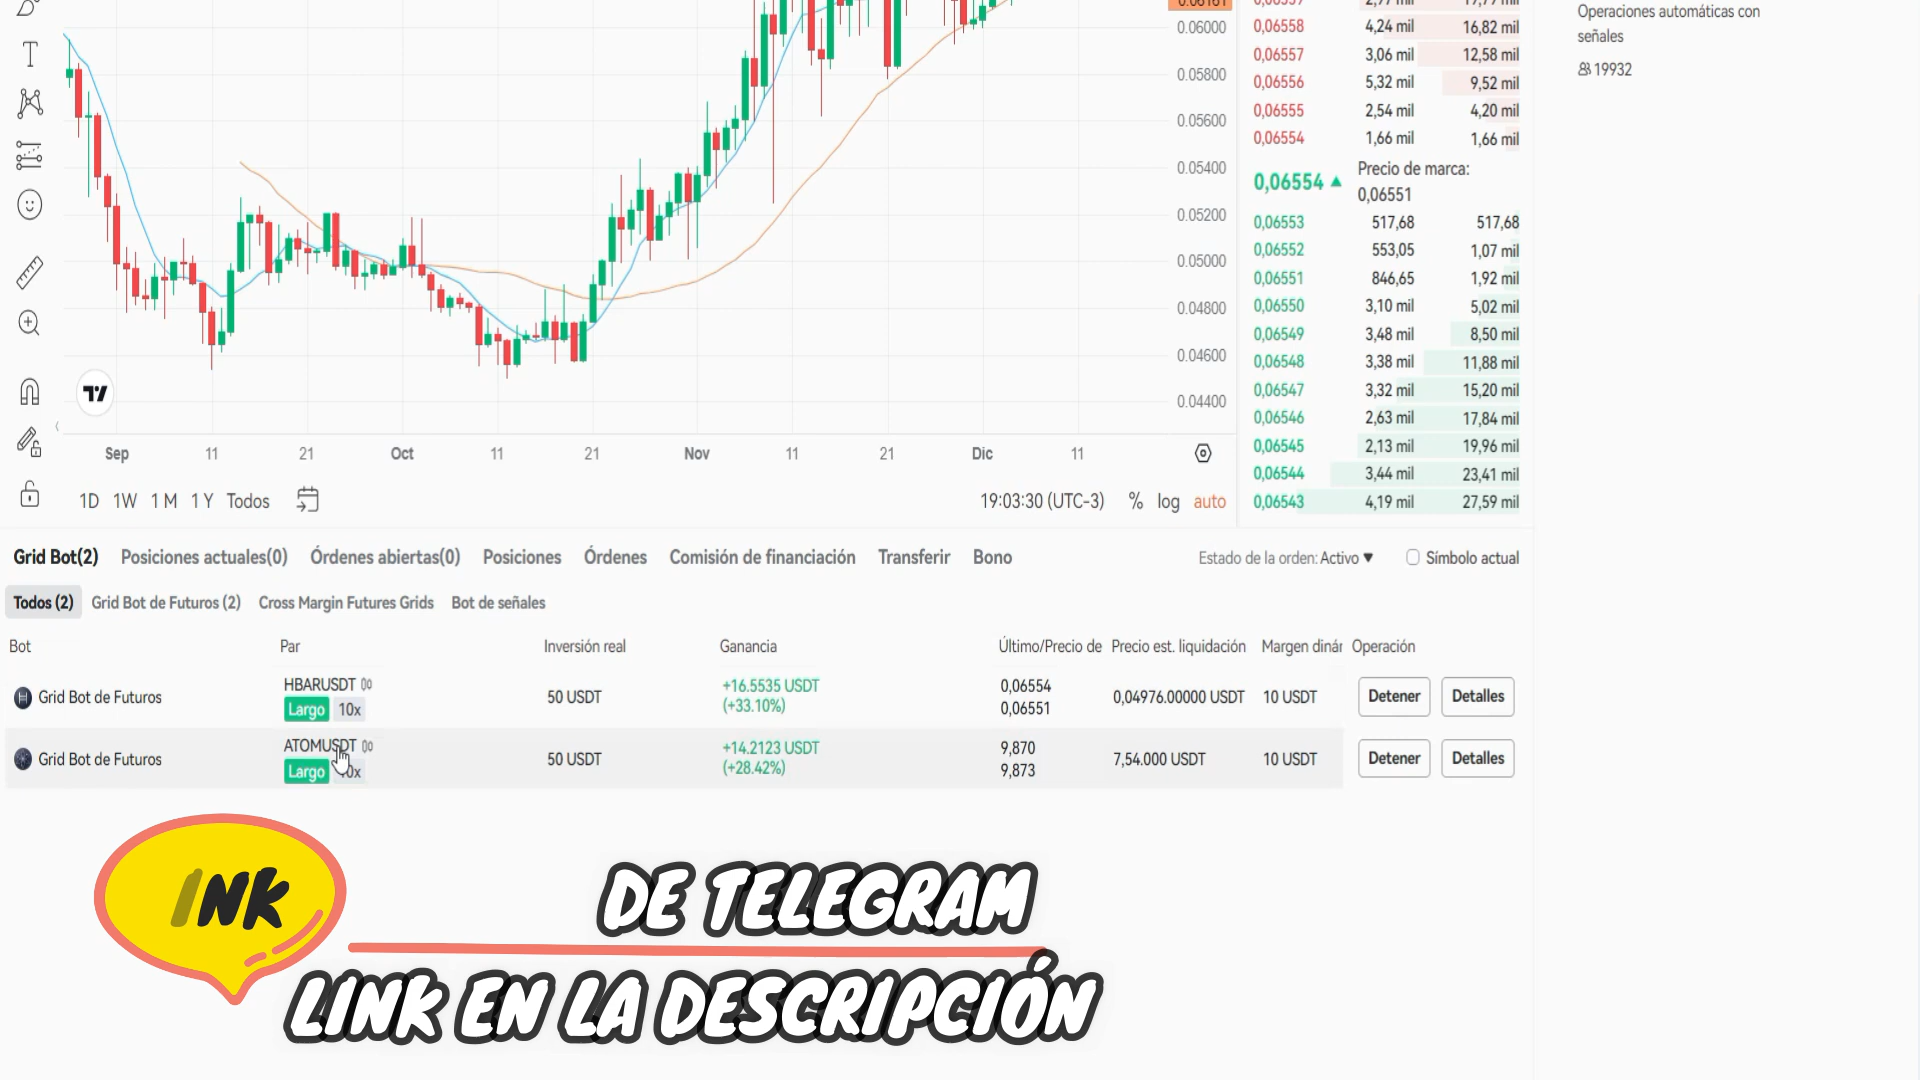 Operaciones automáticas con
señales
19932
0.06000
0.05800
0.05600
0.05400
0.05200
0.05000
0.04800
0.04600
0.04400
Sep 11 21 Oct 11 21 Nov 11 21 Dic 11
1D 1W 1 M 1 Y Todos 19:03:30 (UTC-3) % log auto
0,06558 4,24 mil 16,82 mil
0,06557 3,06 mil 12,58 mil
0,06556 5,32 mil 9,52 mil
0,06555 2,54 mil 4,20 mil
0,06554 1,66 mil 1,66 mil
0,06554 Precio de marca:
0,06551
0,06553 517,68 517,68
0,06552 553,05 1,07 mil
0,06551 846,65 1,92 mil
0,06550 3,10 mil 5,02 mil
0,06549 3,48 mil 8,50 mil
0,06548 3,38 mil 11,88 mil
0,06547 3,32 mil 15,20 mil
0,06546 2,63 mil 17,84 mil
0,06545 2,13 mil 19,96 mil
0,06544 3,44 mil 23,41 mil
0,06543 4,19 mil 27,59 mil
Grid Bot(2) Posiciones actuales(0) Órdenes abiertas(0) Posiciones Órdenes Comisión de financiación Transferir Bono Estado de la orden: Activo Símbolo actual
Todos (2) Grid Bot de Futuros (2) Cross Margin Futures Grids Bot de señales
Bot Par Inversión real Ganancia Último/Precio de Precio est. liquidación Margen dinár Operación
Grid Bot de Futuros HBARUSDT Largo 10x 50 USDT +16.5535 USDT (+33.10%) 0,06554 0,06551 0,04976.00000 USDT 10 USDT Detener Detalles
Grid Bot de Futuros ATOMUSDT Largo 50 USDT +14.2123 USDT (+28.42%) 9,870 9,873 7,54.000 USDT 10 USDT Detener Detalles
INK
DE TELEGRAM
LINK EN LA DESCRIPCIÓN